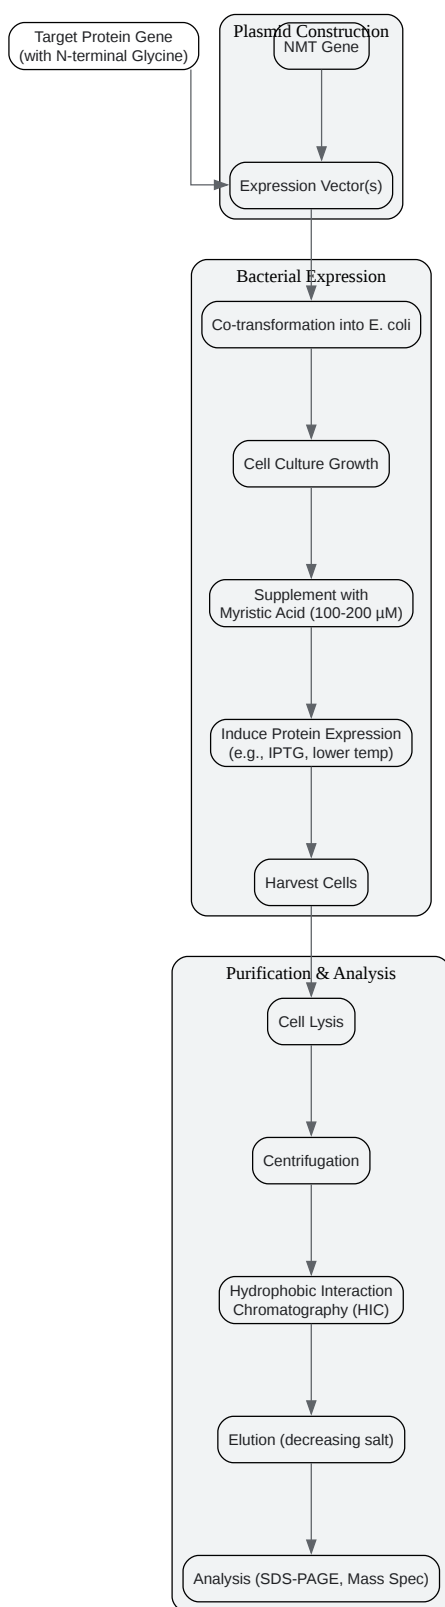 Plasmid Construction
Target Protein Gene
(with N-terminal Glycine)
NMT Gene
Expression Vector(s)
Bacterial Expression
Co-transformation into E. coli
Cell Culture Growth
Supplement with
Myristic Acid (100-200 µM)
Induce Protein Expression
(e.g., IPTG, lower temp)
Harvest Cells
Purification & Analysis
Cell Lysis
Centrifugation
Hydrophobic Interaction
Chromatography (HIC)
Elution (decreasing salt)
Analysis (SDS-PAGE, Mass Spec)